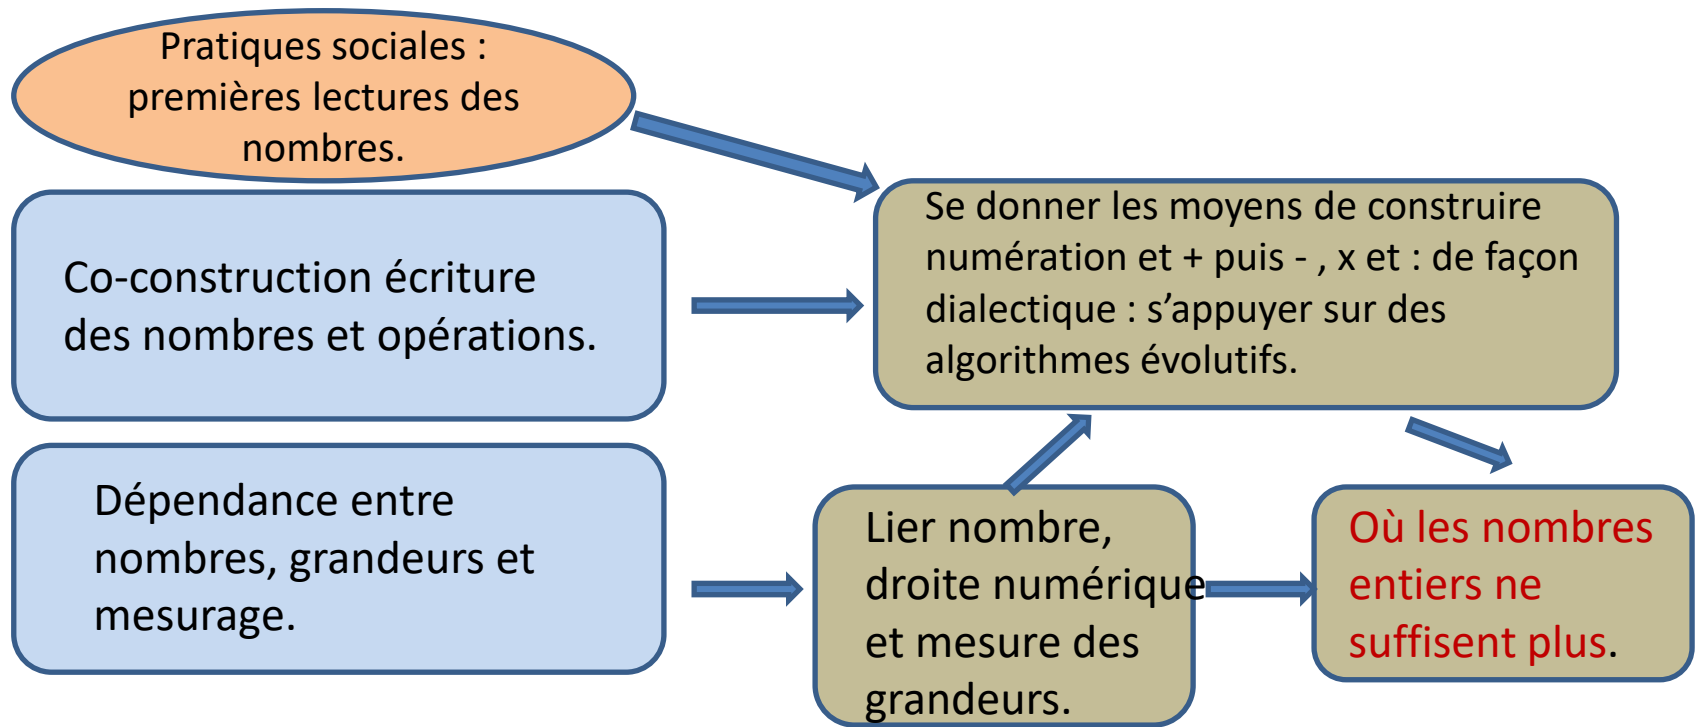 Pratiques sociales :
premières lectures des
nombres.
Co-construction écriture
des nombres et opérations.
Se donner les moyens de construire
numération et + puis - , x et : de façon
dialectique : s’appuyer sur des
algorithmes évolutifs.
Dépendance entre
nombres, grandeurs et
mesurage.
Lier nombre,
droite numérique
et mesure des
grandeurs.
Où les nombres
entiers ne
suffisent plus.